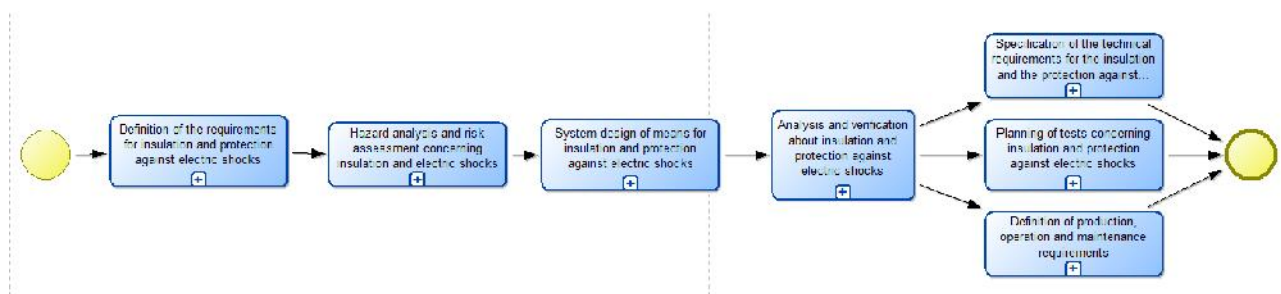 Definition of the requirements
for insulation and protection
against electric shocks
Hazard analysis and risk
assessment concerning
insulation and electric shocks
System design of means for
insulation and protection
against electric shocks
Analysis and verification
about insulation and
protection against
electric shocks
Specification of the technical
requirements for the insulation
and the protection against...
Planning of tests concerning
insulation and protection
against electric shocks
Definition of production,
operation and maintenance
requirements